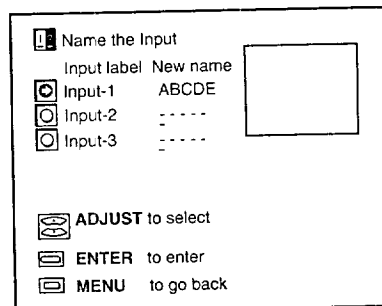 Name the Input
Input label New name
Input-1 ABCDE
Input-2 - - - - -
Input-3 - - - - -
ADJUST to select
ENTER to enter
MENU to go back